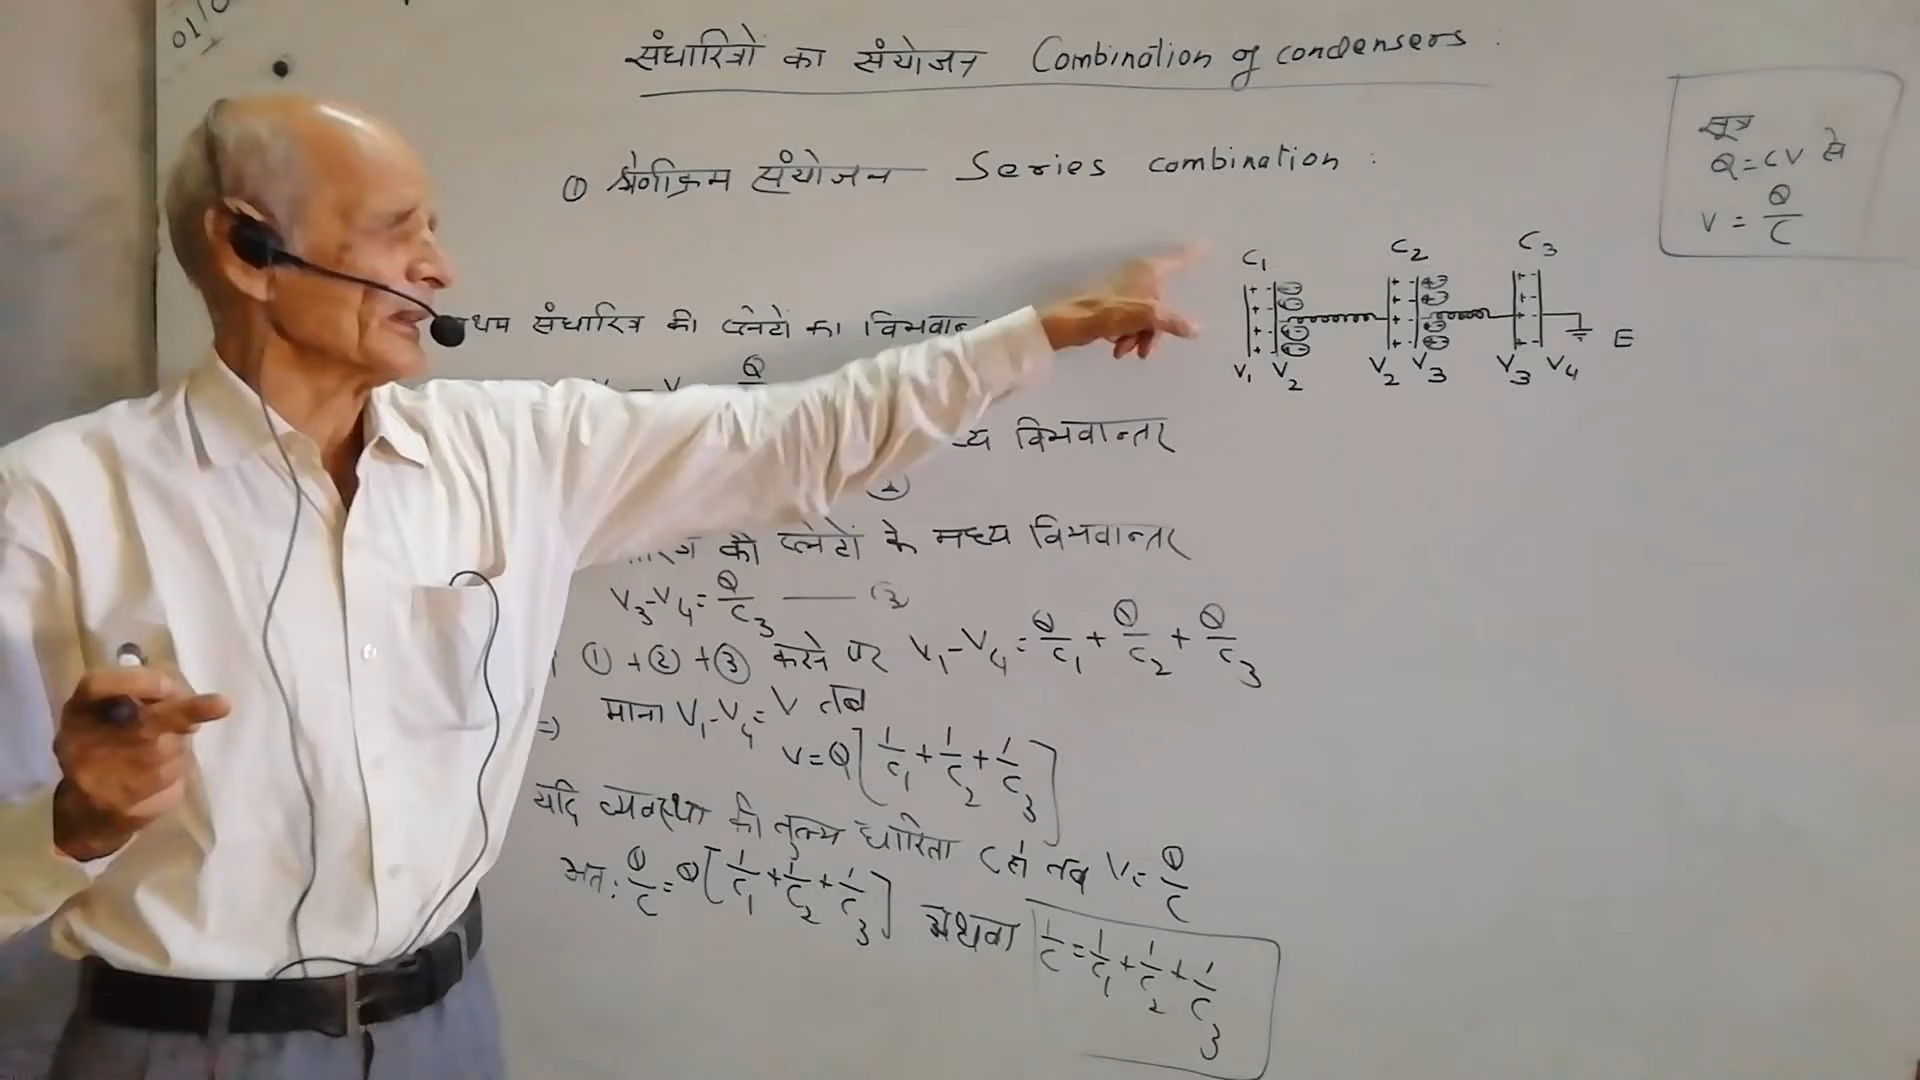 01/0
संधारित्रो का संयोजन Combination of condensers :
① श्रेणीक्रम संयोजन Series combination :
सूत्र
Q = CV से
V = Q/C
C₁ C₂ C₃
E
V₁ V₂ V₂ V₃ V₃ V₄
थम संधारित्र की प्लेटों का विभवान
Q
ध्य विभवान्तर
की प्लेटों के मध्य विभवान्तर
V₃-V₄ = Q/C₃ —— ③
① + ② + ③ करने पर V₁-V₄ = Q/C₁ + Q/C₂ + Q/C₃
माना V₁-V₄ = V तब
⇒ V = Q[1/C₁ + 1/C₂ + 1/C₃]
यदि व्यवस्था की तुल्य धारिता C हो तब V = Q/C
अतः Q/C = Q[1/C₁ + 1/C₂ + 1/C₃] अथवा 1/C = 1/C₁ + 1/C₂ + 1/C₃